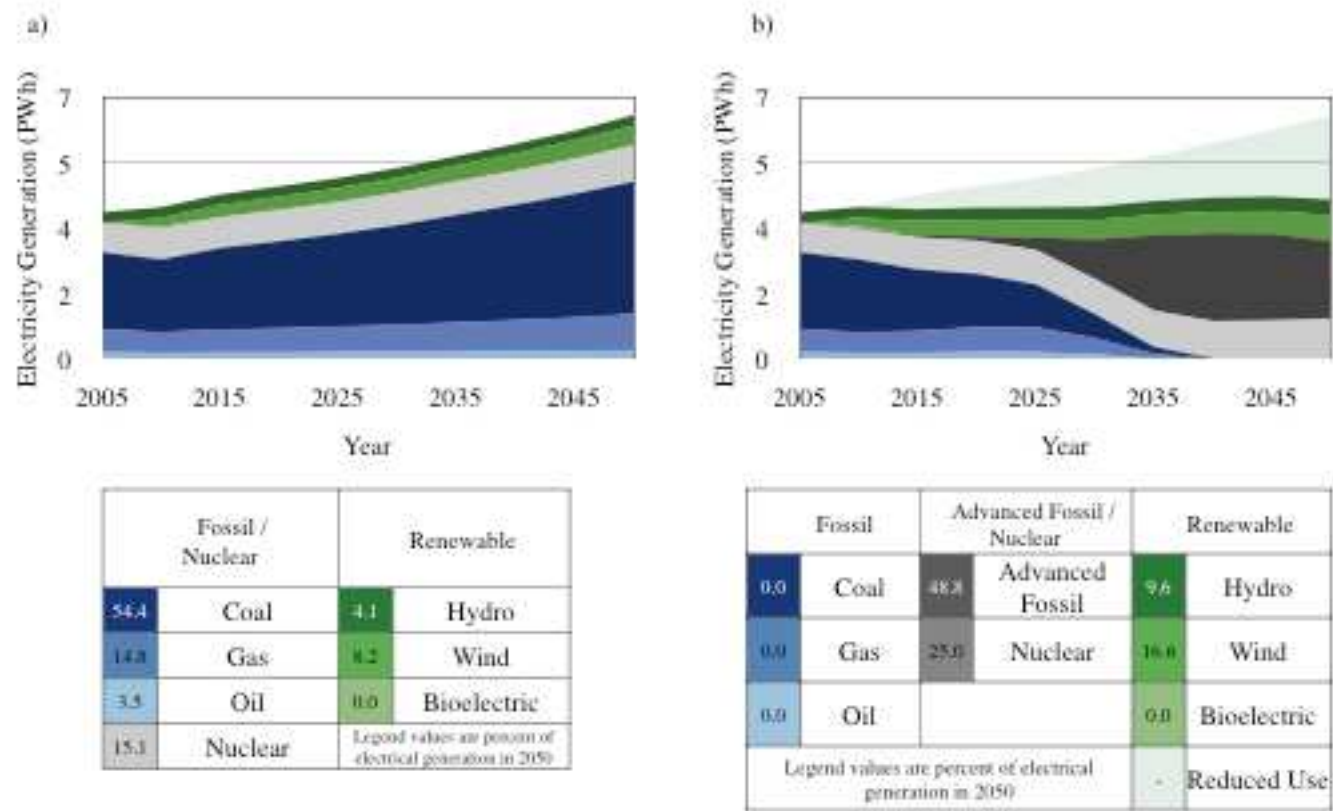 a)
Electricity Generation (PWh)
7
5
4
2
0
2005 2015 2025 2035 2045
Year
Fossil /
Nuclear
Renewable
54.4 Coal 4.1 Hydro
14.8 Gas 8.2 Wind
3.5 Oil 0.0 Bioelectric
15.1 Nuclear
Legend values are percent of
electrical generation in 2050
b)
Electricity Generation (PWh)
7
5
4
2
0
2005 2015 2025 2035 2045
Year
Fossil
Advanced Fossil /
Nuclear
Renewable
0.0 Coal 48.8 Advanced
Fossil
9.6 Hydro
0.0 Gas 25.0 Nuclear 16.6 Wind
0.0 Oil 0.0 Bioelectric
Legend values are percent of electrical
generation in 2050
- Reduced Use